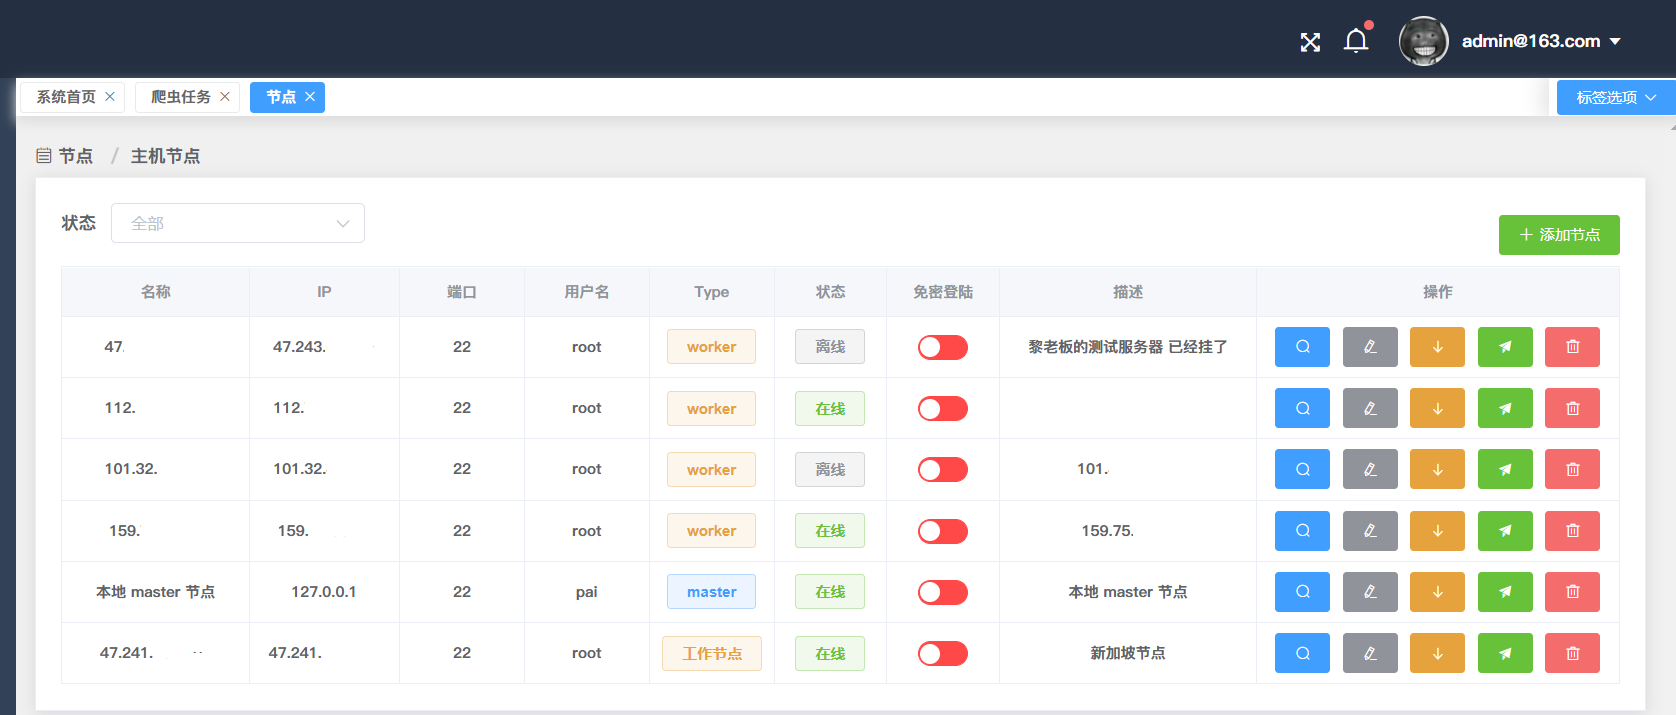 admin@163.com
系统首页 爬虫任务 节点 标签选项
节点 / 主机节点
状态 全部
添加节点
名称 IP 端口 用户名 Type 状态 免密登陆 描述 操作
47. 47.243. 22 root worker 离线 黎老板的测试服务器 已经挂了
112. 112. 22 root worker 在线
101.32. 101.32. 22 root worker 离线 101.
159. 159. 22 root worker 在线 159.75.
本地 master 节点 127.0.0.1 22 pai master 在线 本地 master 节点
47.241. 47.241. 22 root 工作节点 在线 新加坡节点